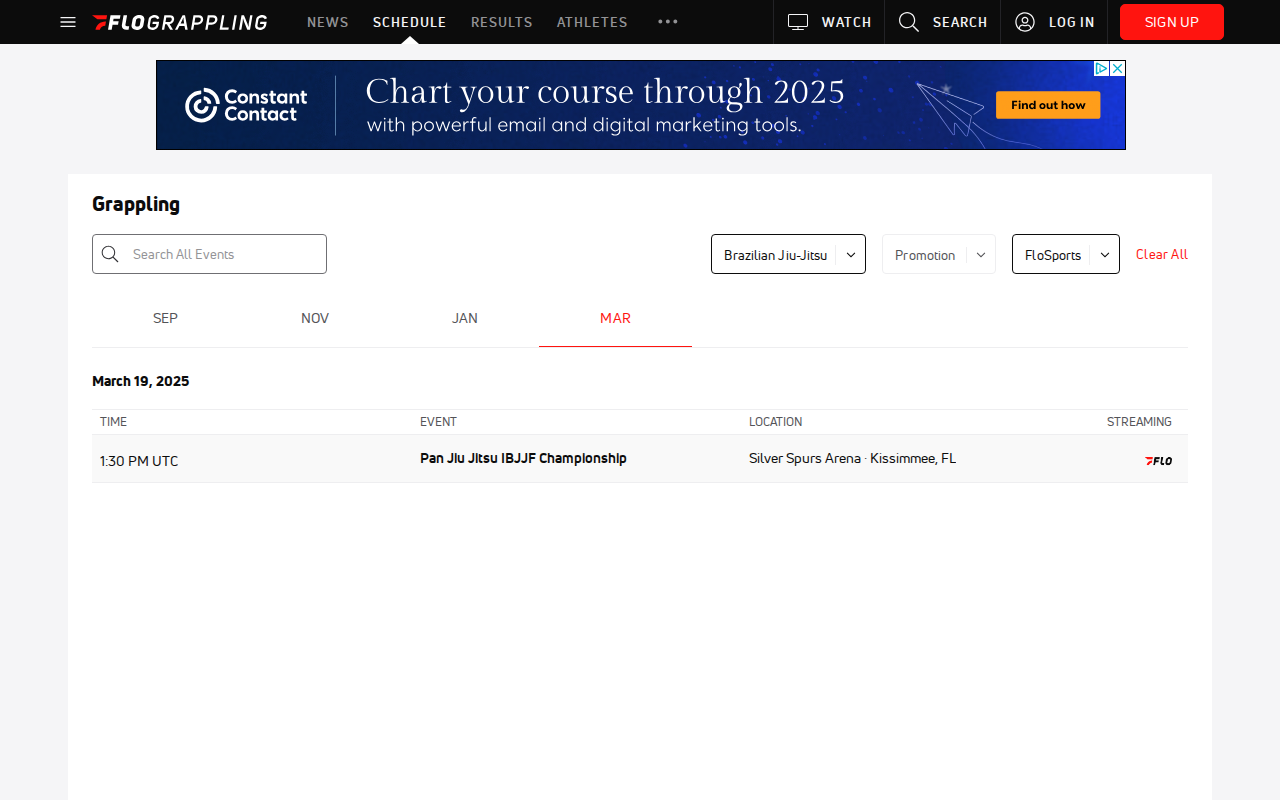 FLOGRAPPLING NEWS SCHEDULE RESULTS ATHLETES WATCH SEARCH LOG IN SIGN UP
Constant Contact
Chart your course through 2025
with powerful email and digital marketing tools.
Find out how
Grappling
Search All Events
Brazilian Jiu-Jitsu
Promotion
FloSports
Clear All
SEP NOV JAN MAR
March 19, 2025
TIME EVENT LOCATION STREAMING
1:30 PM UTC Pan Jiu Jitsu IBJJF Championship Silver Spurs Arena · Kissimmee, FL FLO